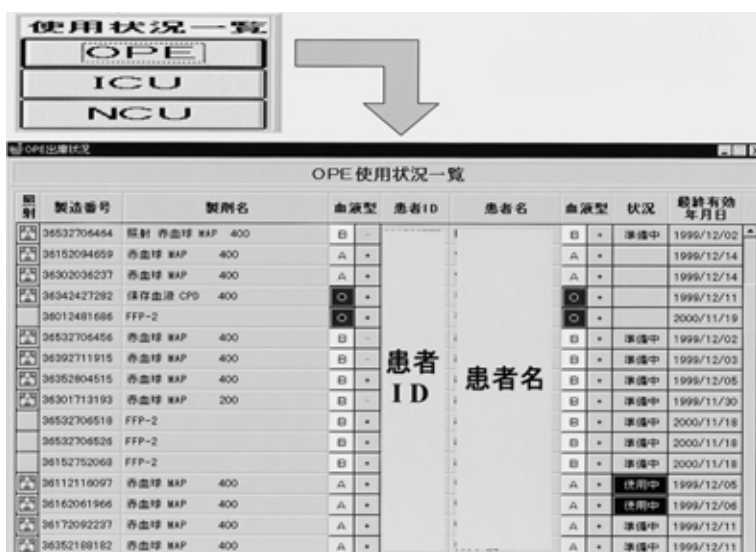 使用状況一覧
OPE
ICU
NCU
OPE出庫状況
OPE使用状況一覧
照射 製造番号 製剤名 血液型 患者ID 患者名 血液型 状況 最終有効年月日
36532706464 照射 赤血球 MAP 400 B - B • 準備中 1999/12/02
36152094659 赤血球 MAP 400 A • A • 1999/12/14
36302036237 赤血球 MAP 400 A • A • 1999/12/14
36342427282 保存血液 CPD 400 O • O • 1999/12/11
36012481686 FFP-2 O • O • 2000/11/19
36532706456 赤血球 MAP 400 B - B • 準備中 1999/12/02
36392711915 赤血球 MAP 400 B - B • 準備中 1999/12/03
36352804515 赤血球 MAP 400 B • B • 準備中 1999/12/05
36301713193 赤血球 MAP 200 B - B • 準備中 1999/11/30
36532706518 FFP-2 B • B • 準備中 2000/11/18
36532706526 FFP-2 B • B • 準備中 2000/11/18
36152752068 FFP-2 B • B • 準備中 2000/11/18
36112116097 赤血球 MAP 400 A • A • 使用中 1999/12/05
36162061966 赤血球 MAP 400 A • A • 使用中 1999/12/06
36172092237 赤血球 MAP 400 A • A • 準備中 1999/12/11
36352188182 赤血球 MAP 400 A • A • 準備中 1999/12/11
患者ID
患者名